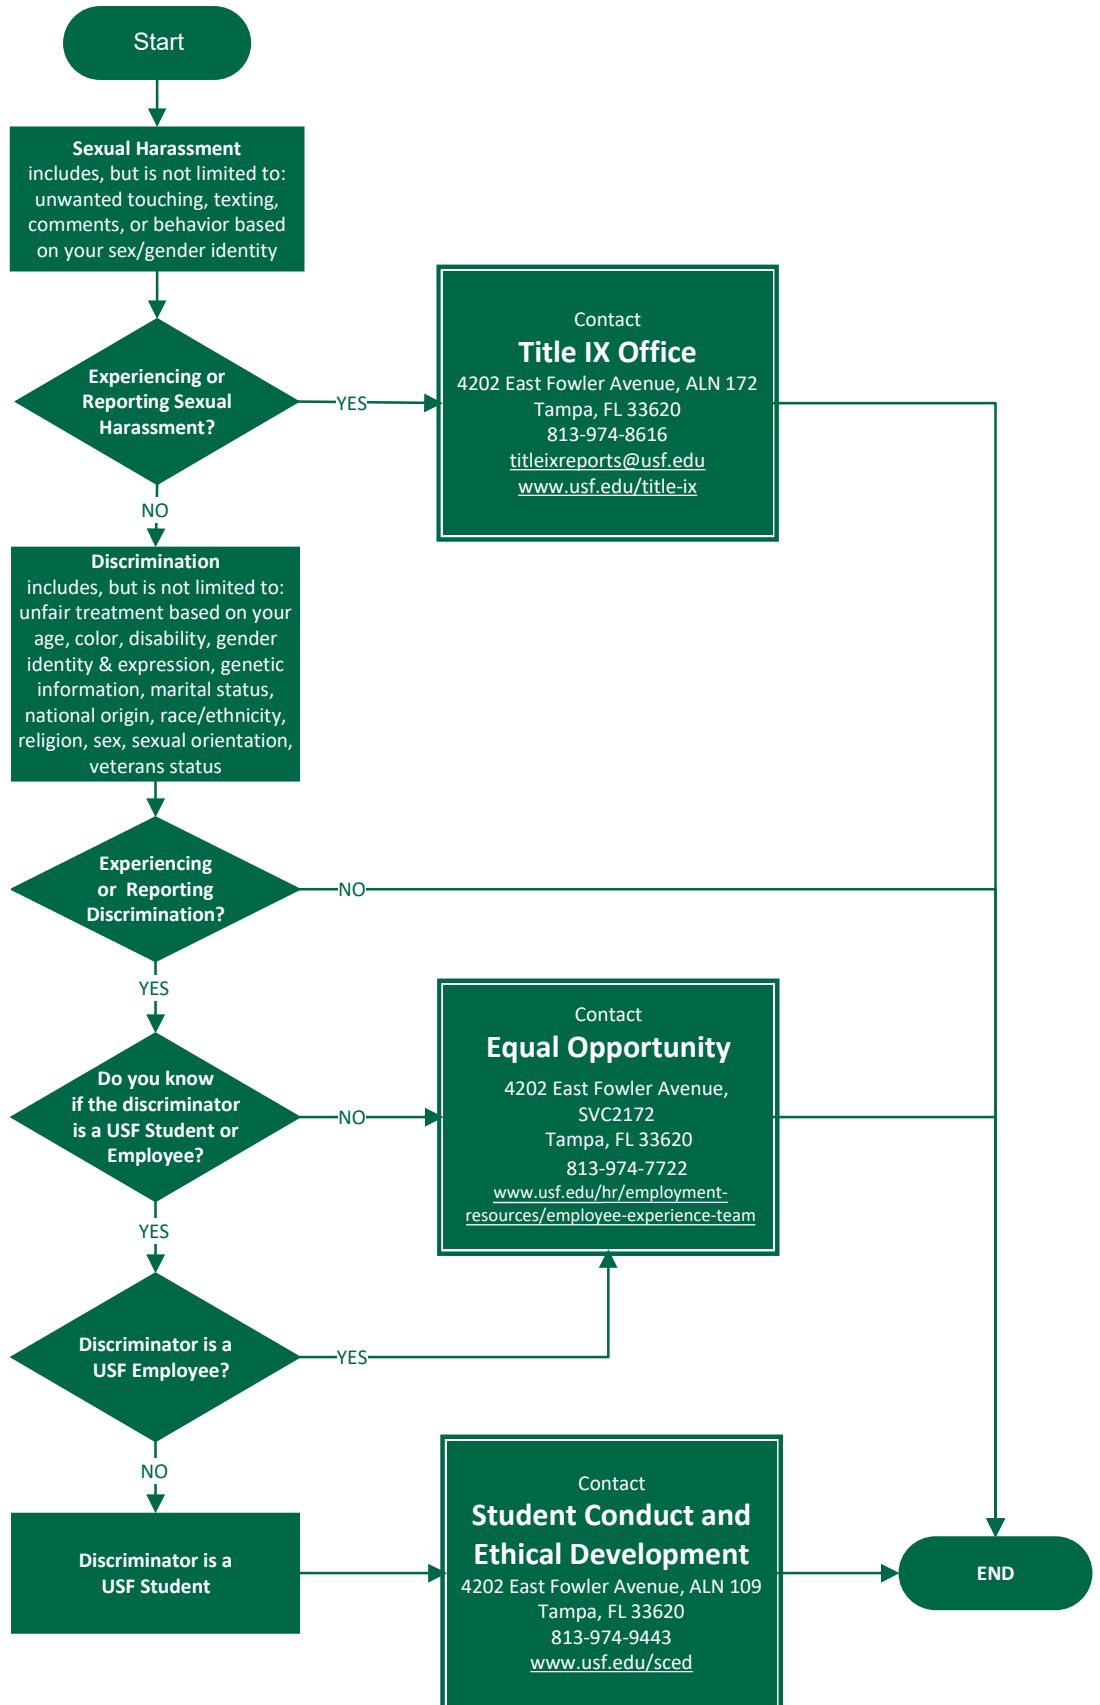 Start
Sexual Harassment
includes, but is not limited to:
unwanted touching, texting,
comments, or behavior based
on your sex/gender identity
Experiencing or
Reporting Sexual
Harassment?
YES
Contact
Title IX Office
4202 East Fowler Avenue, ALN 172
Tampa, FL 33620
813-974-8616
titleixreports@usf.edu
www.usf.edu/title-ix
NO
Discrimination
includes, but is not limited to:
unfair treatment based on your
age, color, disability, gender
identity & expression, genetic
information, marital status,
national origin, race/ethnicity,
religion, sex, sexual orientation,
veterans status
Experiencing
or Reporting
Discrimination?
NO
YES
Do you know
if the discriminator
is a USF Student or
Employee?
NO
Contact
Equal Opportunity
4202 East Fowler Avenue,
SVC2172
Tampa, FL 33620
813-974-7722
www.usf.edu/hr/employment-
resources/employee-experience-team
YES
Discriminator is a
USF Employee?
YES
NO
Discriminator is a
USF Student
Contact
Student Conduct and
Ethical Development
4202 East Fowler Avenue, ALN 109
Tampa, FL 33620
813-974-9443
www.usf.edu/sced
END